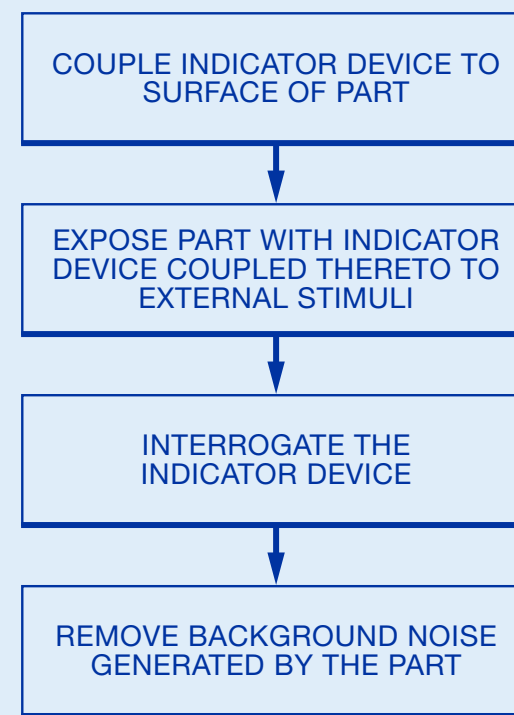 COUPLE INDICATOR DEVICE TO
SURFACE OF PART
EXPOSE PART WITH INDICATOR
DEVICE COUPLED THERETO TO
EXTERNAL STIMULI
INTERROGATE THE
INDICATOR DEVICE
REMOVE BACKGROUND NOISE
GENERATED BY THE PART